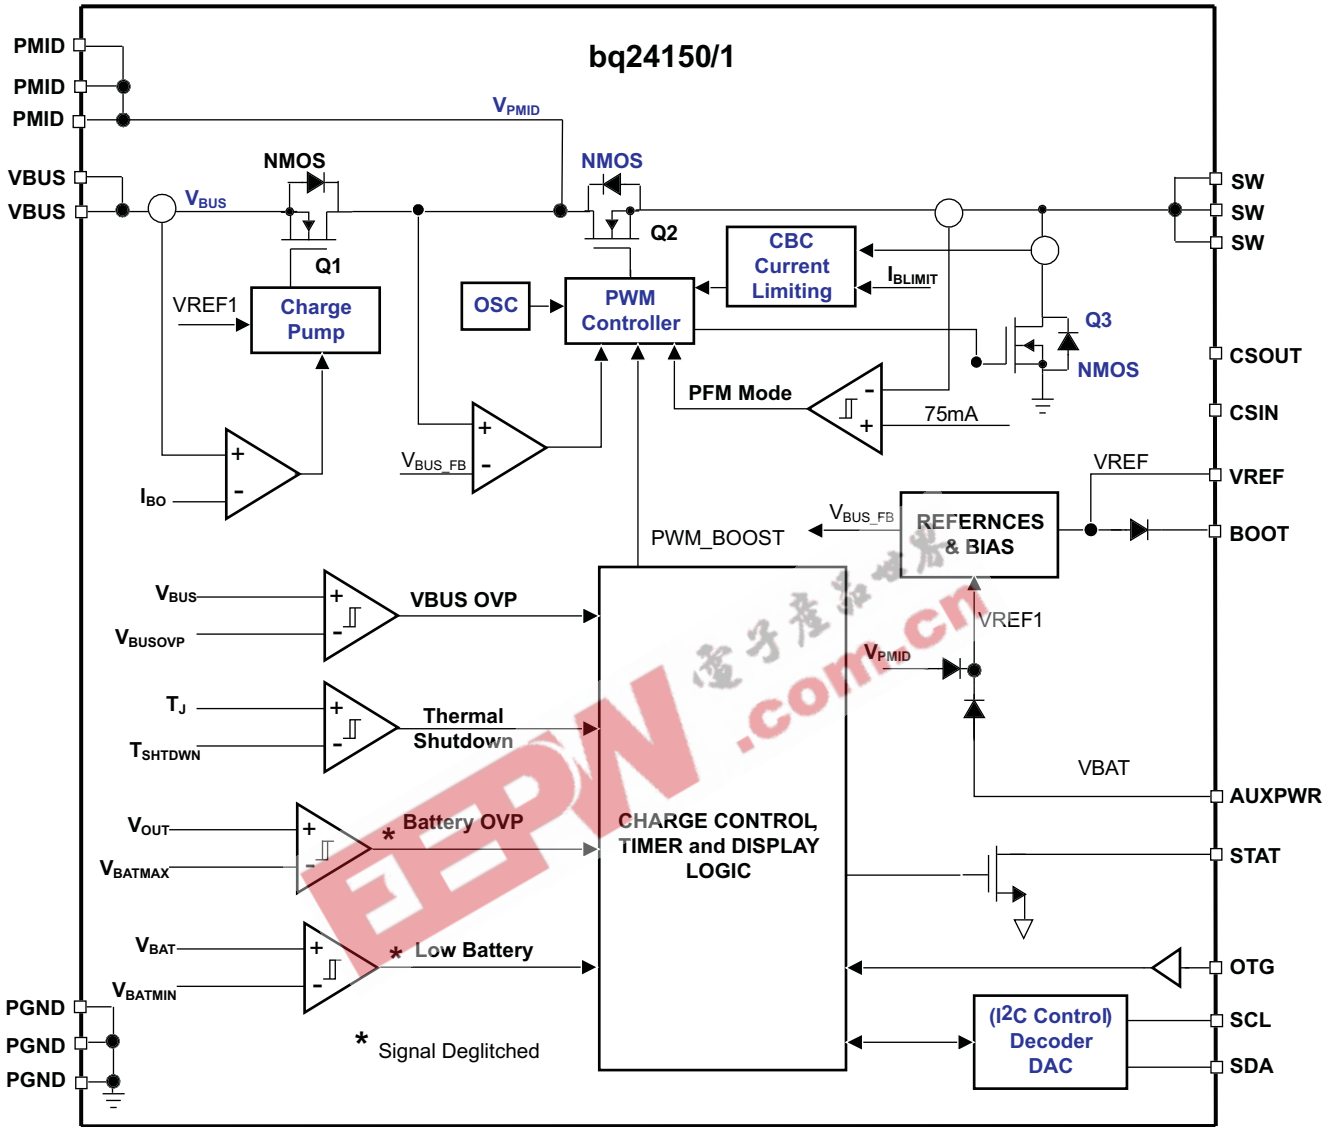 bq24150/1
PMID
PMID
PMID
VBUS
VBUS
VPMID
VBUS
NMOS
Q1
NMOS
Q2
SW
SW
SW
CBC
Current
Limiting
IBLIMIT
VREF1
Charge
Pump
OSC
PWM
Controller
Q3
NMOS
CSOUT
CSIN
PFM Mode
-
+
75mA
+
-
VBUS_FB
+
-
IBO
VREF
VREF
BOOT
VBUS_FB
REFERNCES
& BIAS
PWM_BOOST
VREF1
VPMID
VBAT
AUXPWR
VBUS
VBUSOVP
+
-
VBUS OVP
TJ
TSHTDWN
+
-
Thermal
Shutdown
VOUT
VBATMAX
+
-
* Battery OVP
VBAT
VBATMIN
+
-
* Low Battery
CHARGE CONTROL,
TIMER and DISPLAY
LOGIC
STAT
OTG
(I2C Control)
Decoder
DAC
SCL
SDA
PGND
PGND
PGND
* Signal Deglitched
電子産品世界
EEPW
.com.cn